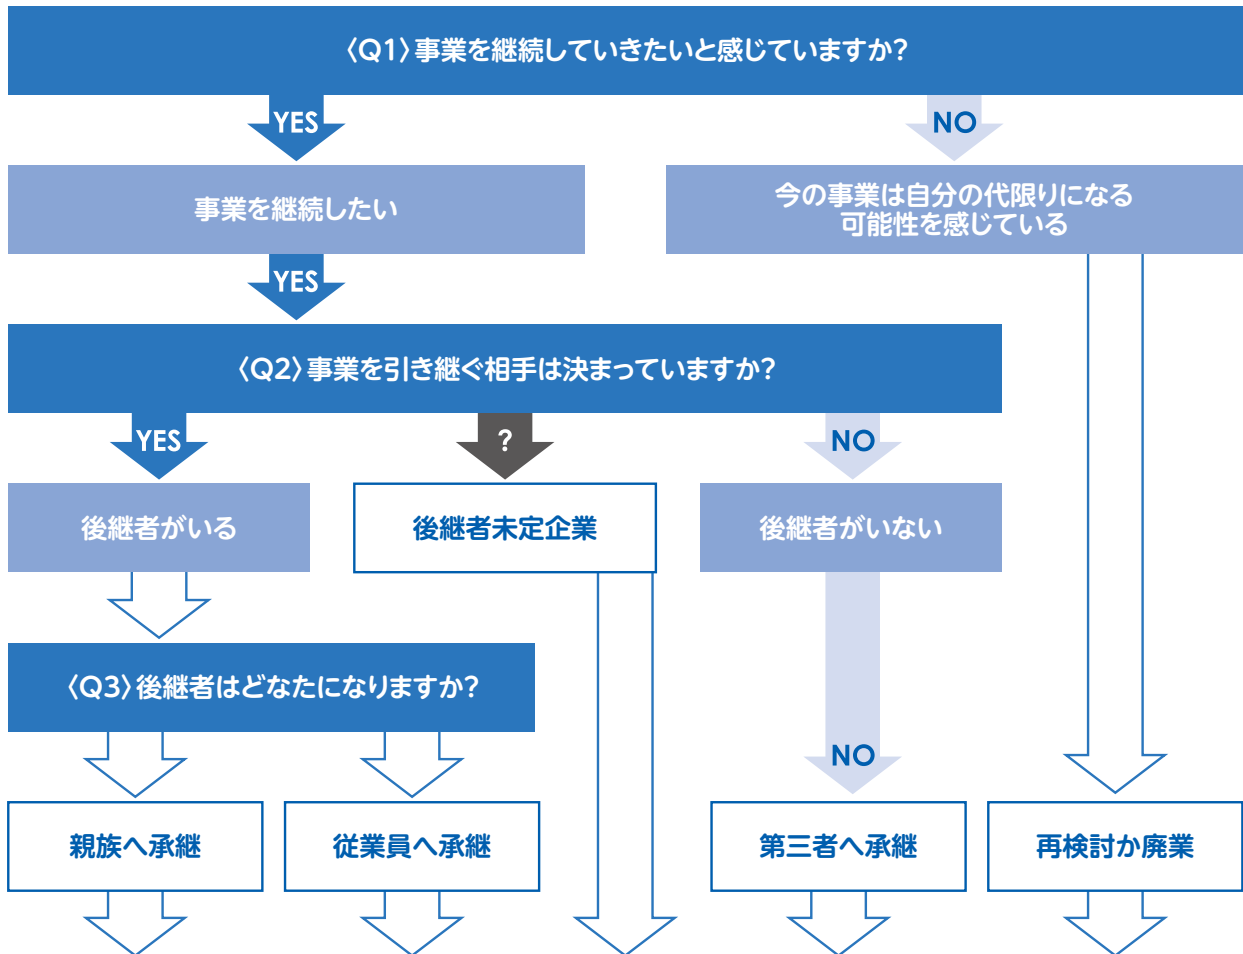 〈Q1〉事業を継続していきたいと感じていますか?
YES
NO
事業を継続したい
今の事業は自分の代限りになる
可能性を感じている
YES
〈Q2〉事業を引き継ぐ相手は決まっていますか?
YES
?
NO
後継者がいる
後継者未定企業
後継者がいない
〈Q3〉後継者はどなたになりますか?
NO
親族へ承継
従業員へ承継
第三者へ承継
再検討か廃業